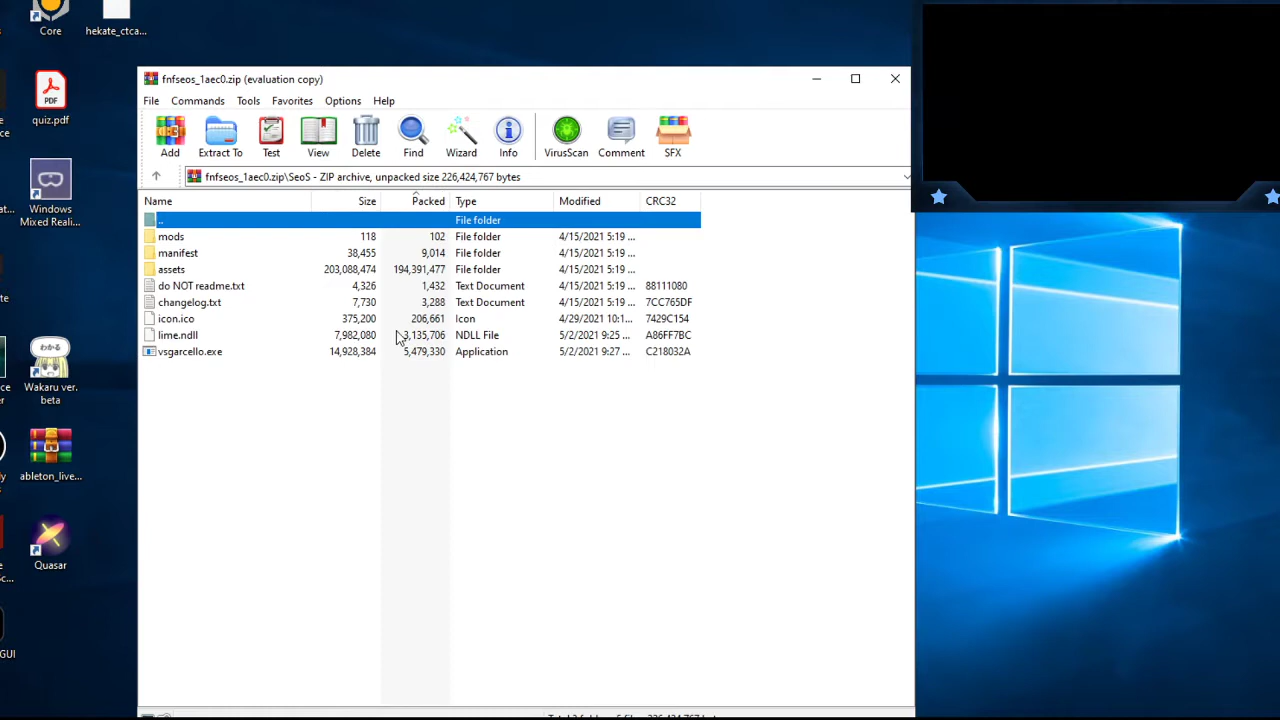 Core
hekate_ctca...
quiz.pdf
Windows
Mixed Reali...
Wakaru ver.
beta
わかる
ableton_live...
Quasar
GUI
fnfseos_1aec0.zip (evaluation copy)
File Commands Tools Favorites Options Help
Add Extract To Test View Delete Find Wizard Info VirusScan Comment SFX
fnfseos_1aec0.zip\SeoS - ZIP archive, unpacked size 226,424,767 bytes
Name Size Packed Type Modified CRC32
.. File folder
mods 118 102 File folder 4/15/2021 5:19 ...
manifest 38,455 9,014 File folder 4/15/2021 5:19 ...
assets 203,088,474 194,391,477 File folder 4/15/2021 5:19 ...
do NOT readme.txt 4,326 1,432 Text Document 4/15/2021 5:19 ... 88111080
changelog.txt 7,730 3,288 Text Document 4/15/2021 5:19 ... 7CC765DF
icon.ico 375,200 206,661 Icon 4/29/2021 10:1... 7429C154
lime.ndll 7,982,080 3,135,706 NDLL File 5/2/2021 9:25 ... A86FF7BC
vsgarcello.exe 14,928,384 5,479,330 Application 5/2/2021 9:27 ... C218032A